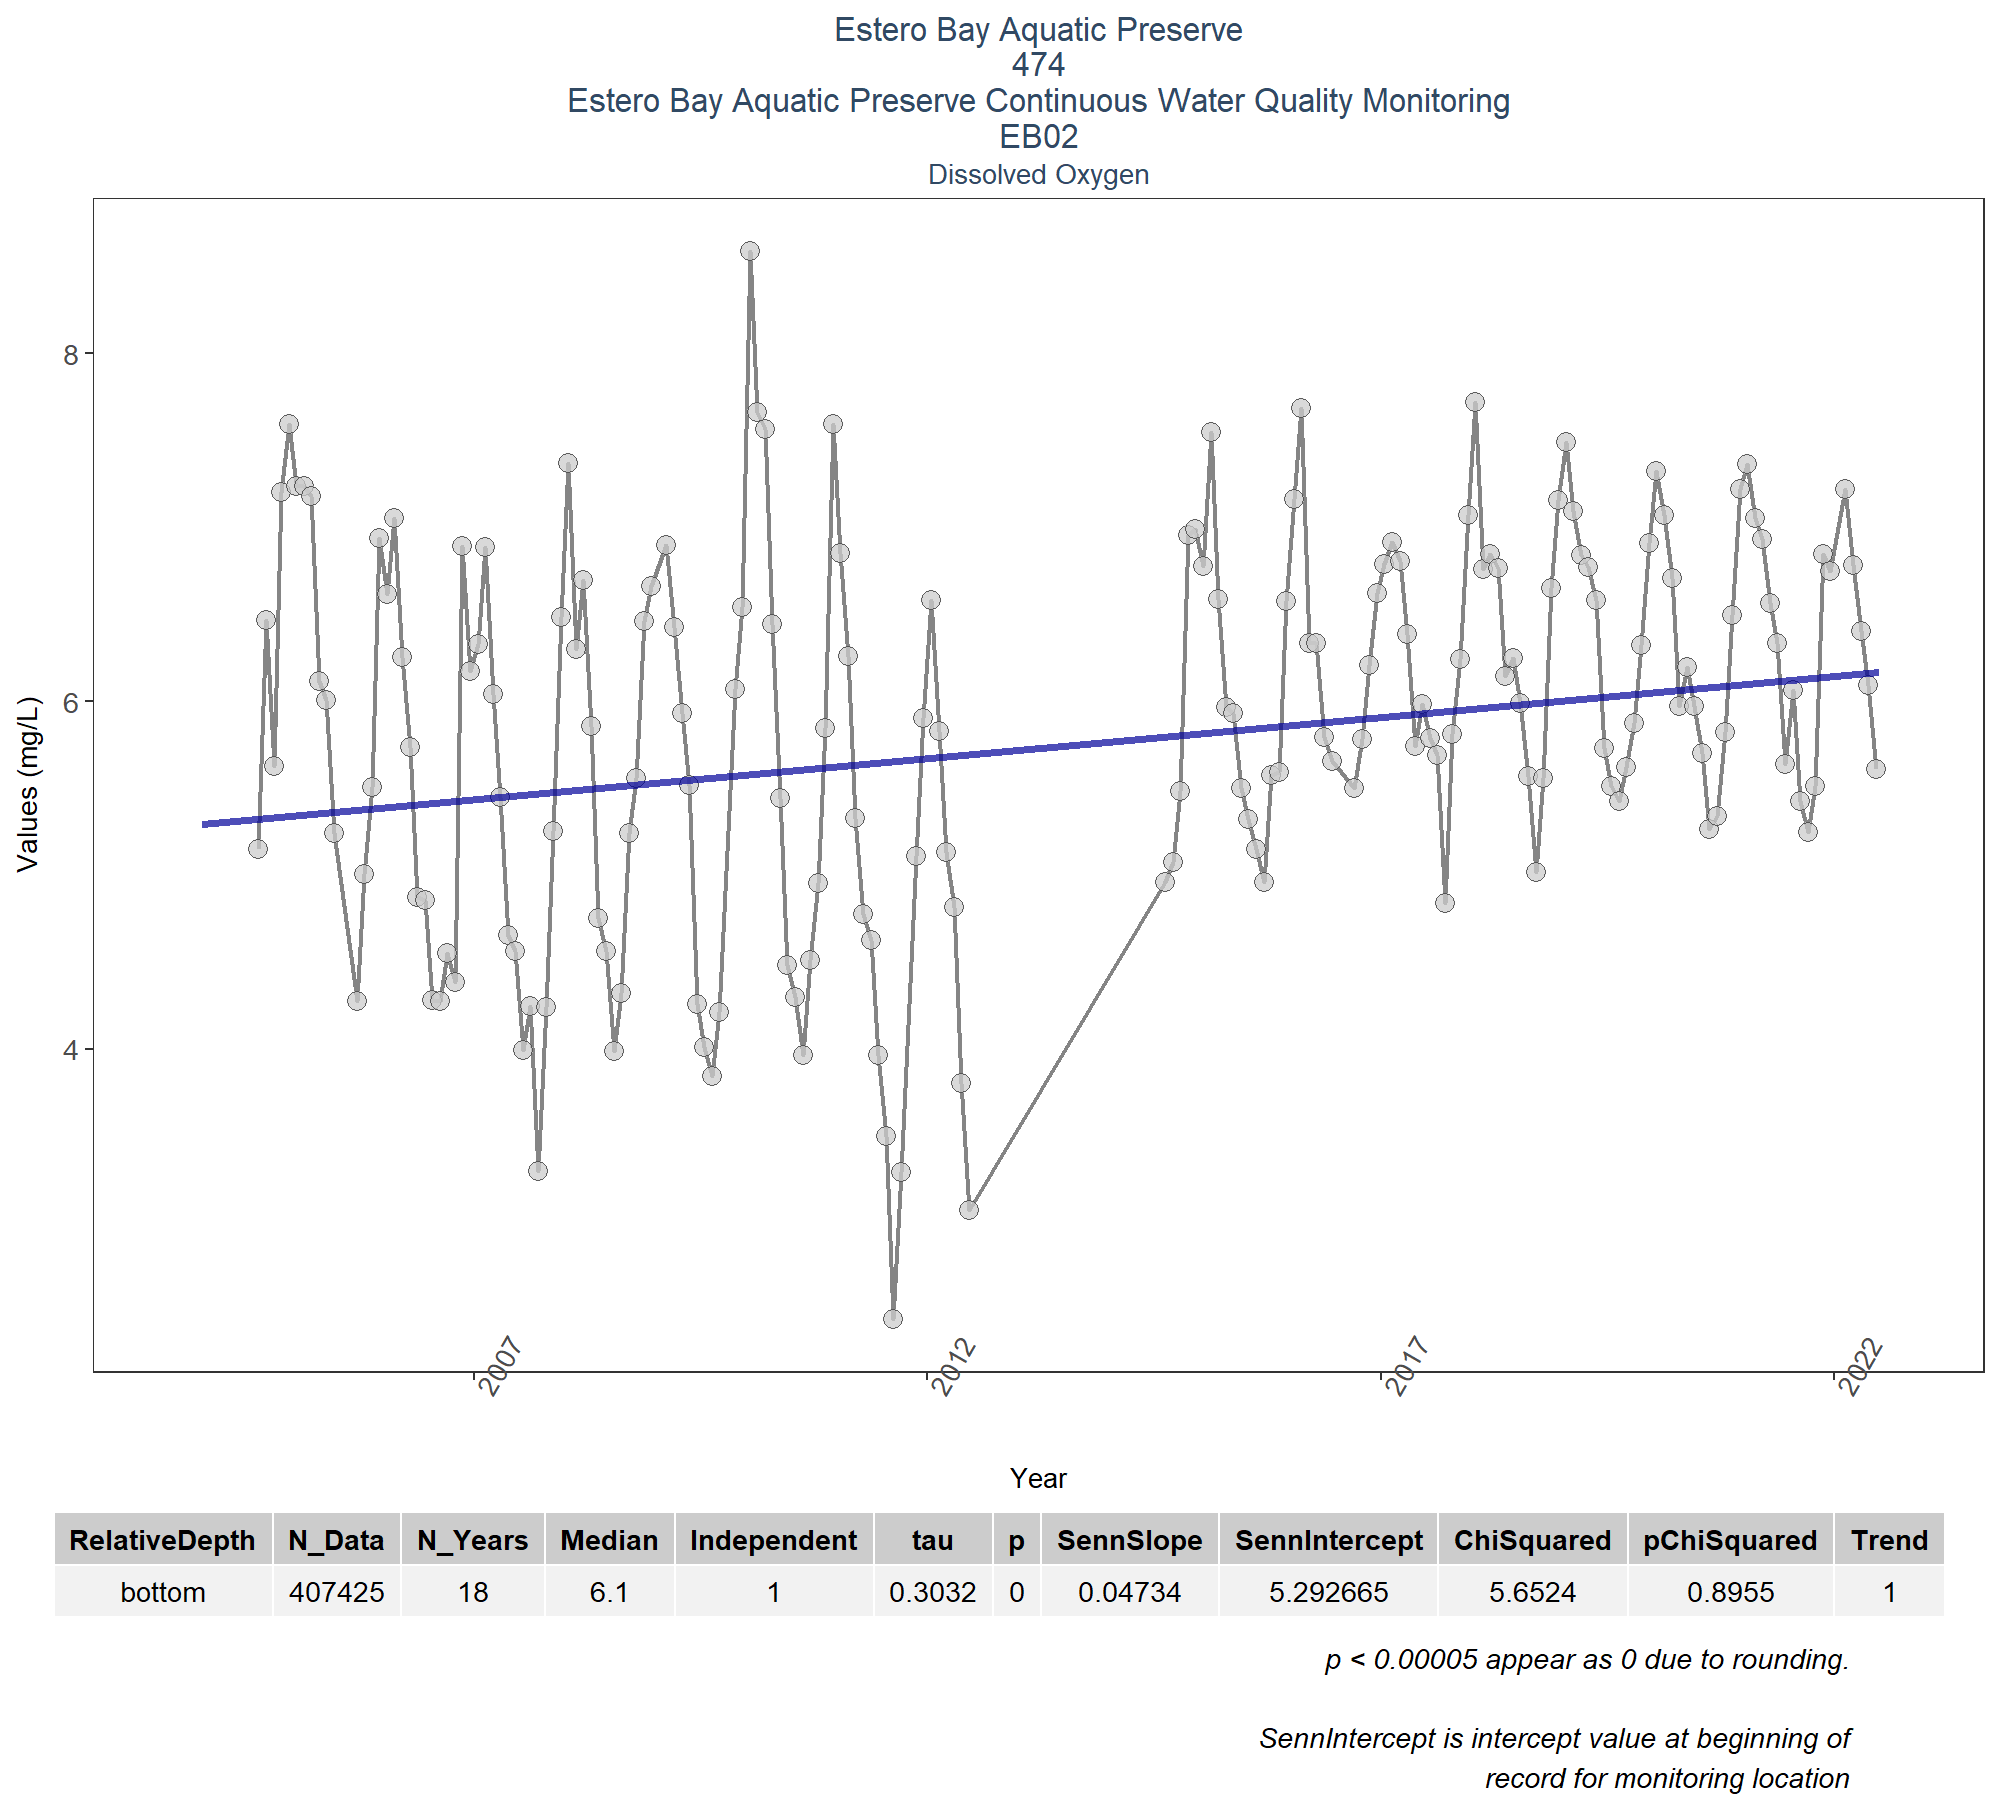 Estero Bay Aquatic Preserve
474
Estero Bay Aquatic Preserve Continuous Water Quality Monitoring
EB02
Dissolved Oxygen
8
6
4
Values (mg/L)
2007
2012
2017
2022
Year
RelativeDepth N_Data N_Years Median Independent tau p SennSlope SennIntercept ChiSquared pChiSquared Trend
bottom 407425 18 6.1 1 0.3032 0 0.04734 5.292665 5.6524 0.8955 1
p < 0.00005 appear as 0 due to rounding.
SennIntercept is intercept value at beginning of
record for monitoring location